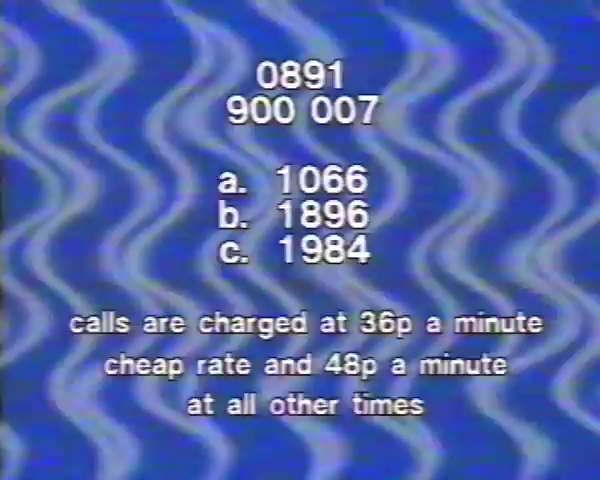 0891
900 007
a. 1066
b. 1896
c. 1984
calls are charged at 36p a minute
cheap rate and 48p a minute
at all other times